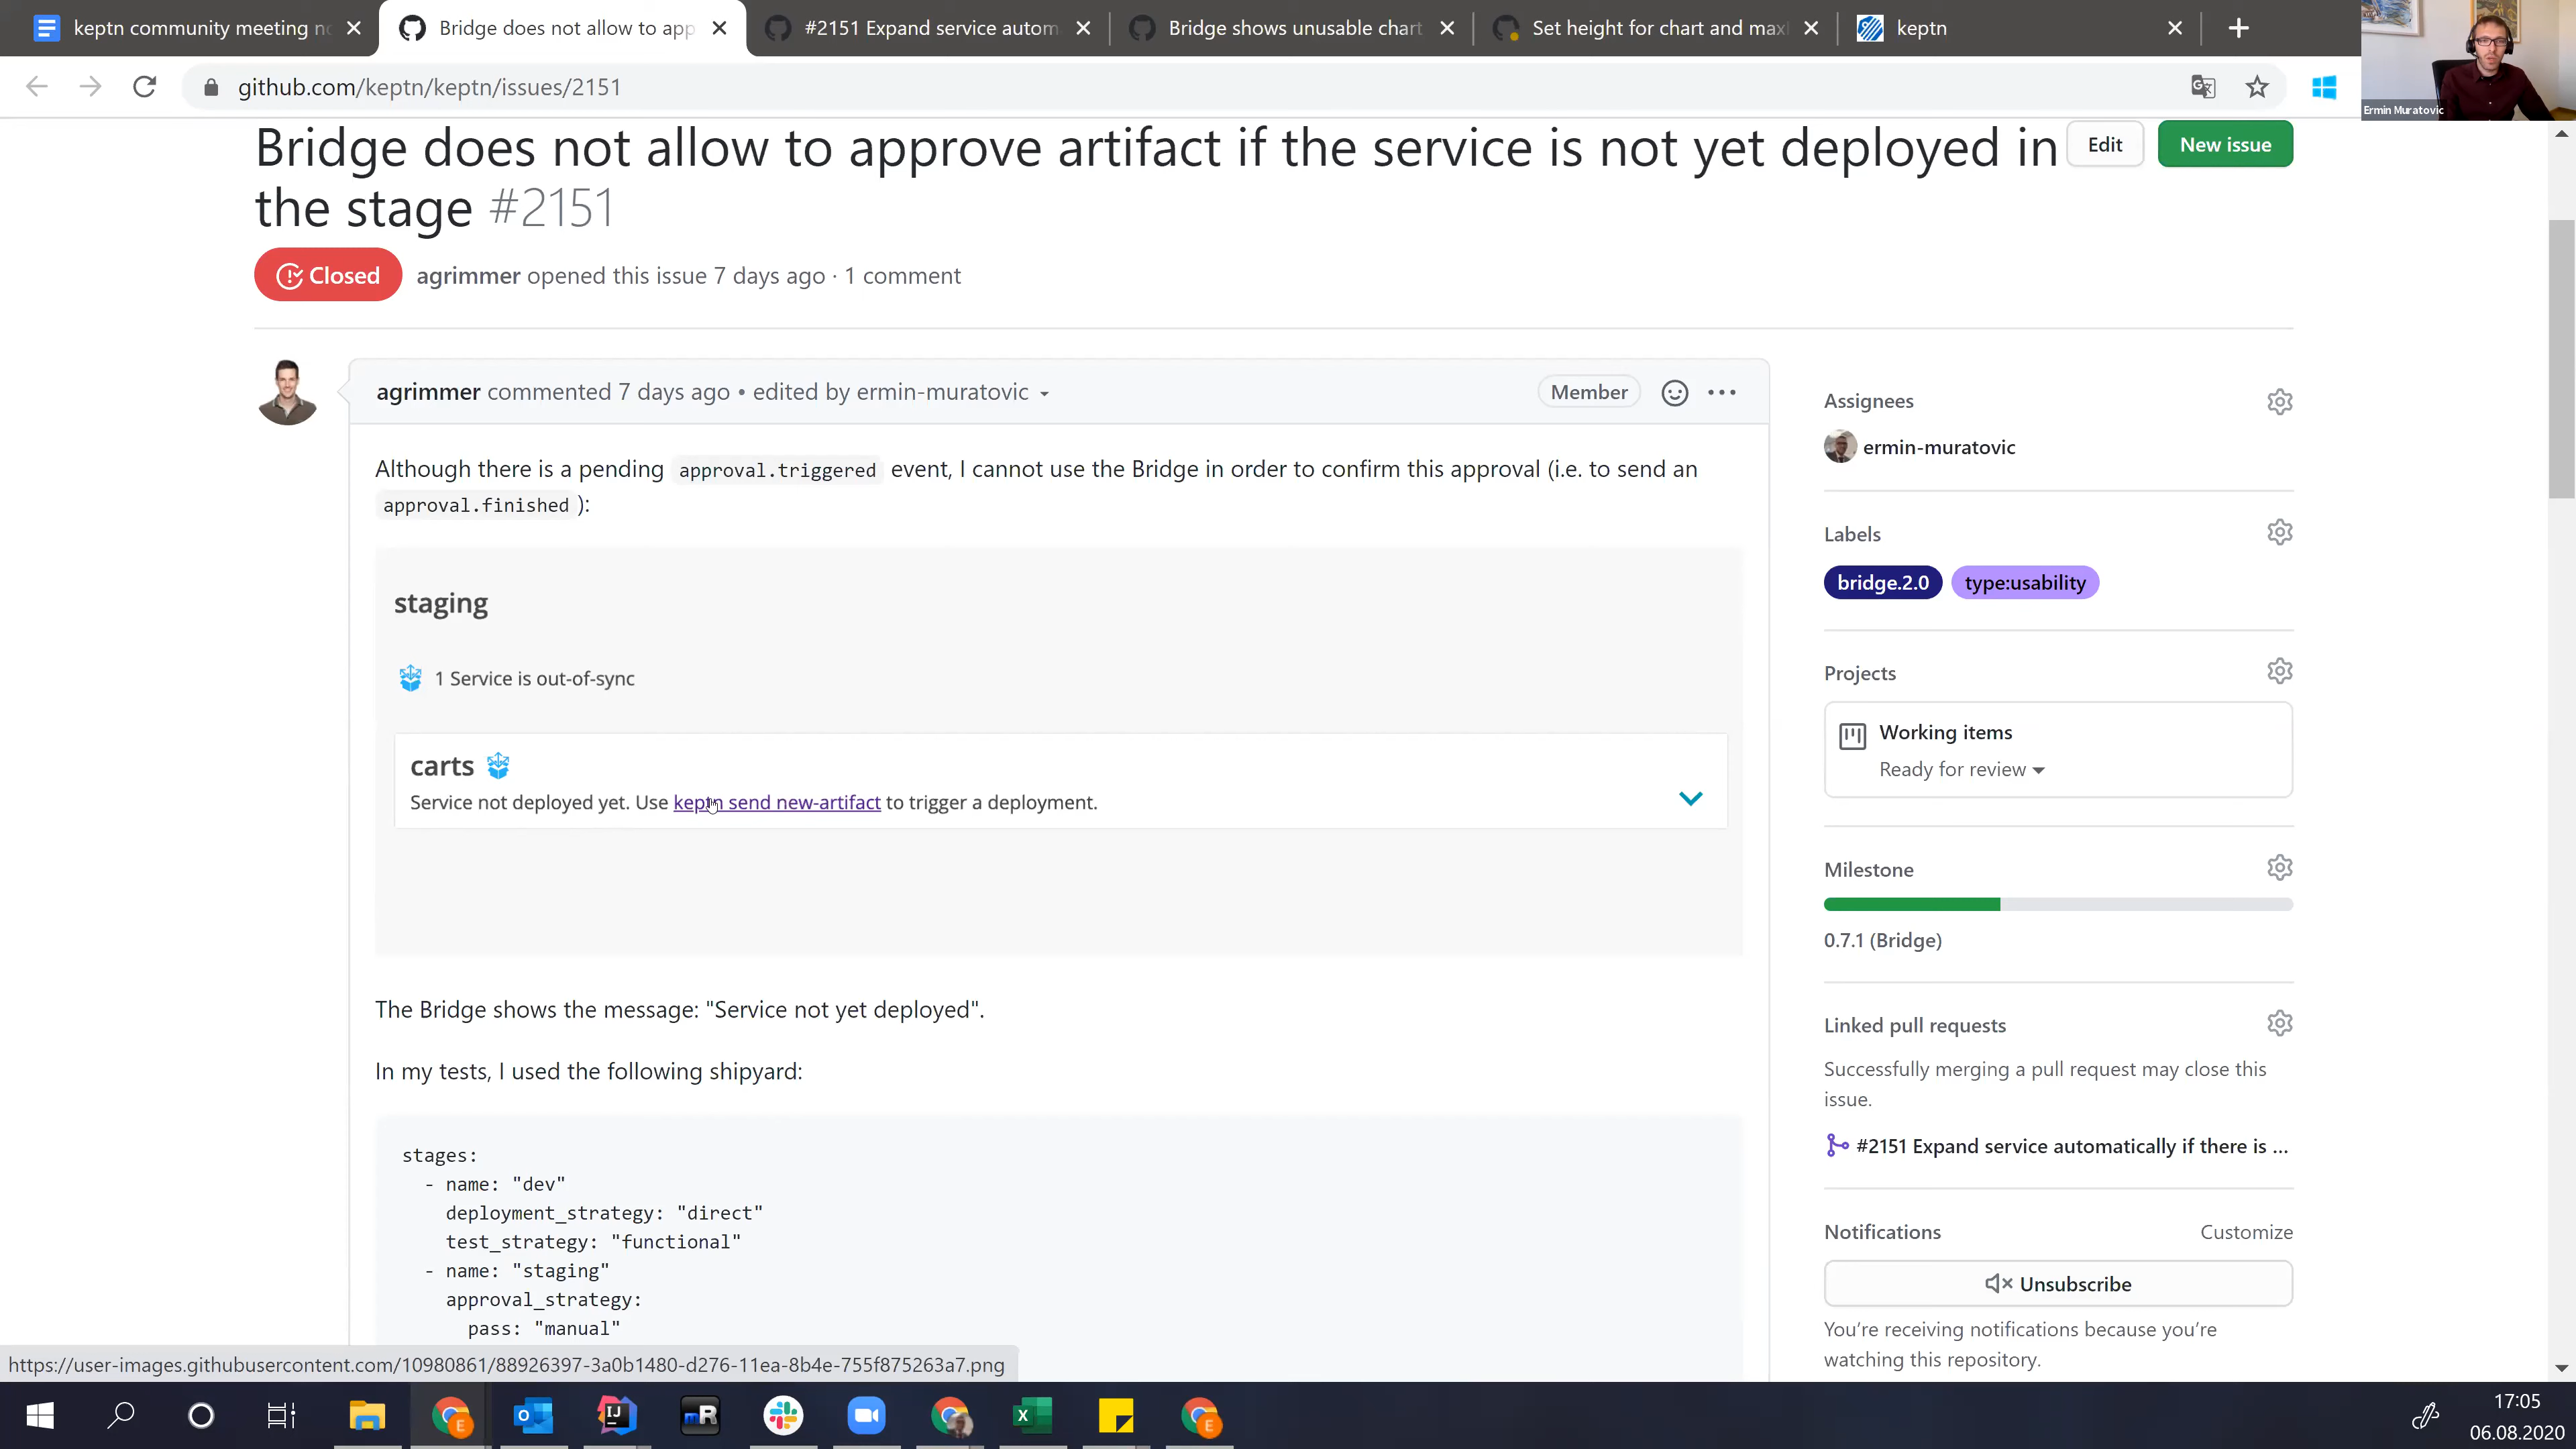 keptn community meeting no
Bridge does not allow to app
#2151 Expand service autom
Bridge shows unusable chart
Set height for chart and maxi
keptn
github.com/keptn/keptn/issues/2151
Ermin Muratovic
Bridge does not allow to approve artifact if the service is not yet deployed in
the stage #2151
Edit
New issue
Closed
agrimmer opened this issue 7 days ago · 1 comment
agrimmer commented 7 days ago • edited by ermin-muratovic
Member
Although there is a pending approval.triggered event, I cannot use the Bridge in order to confirm this approval (i.e. to send an
approval.finished ):
staging
1 Service is out-of-sync
carts
Service not deployed yet. Use keptn send new-artifact to trigger a deployment.
The Bridge shows the message: "Service not yet deployed".
In my tests, I used the following shipyard:
stages:
- name: "dev"
deployment_strategy: "direct"
test_strategy: "functional"
- name: "staging"
approval_strategy:
pass: "manual"
Assignees
ermin-muratovic
Labels
bridge.2.0 type:usability
Projects
Working items
Ready for review
Milestone
0.7.1 (Bridge)
Linked pull requests
Successfully merging a pull request may close this
issue.
#2151 Expand service automatically if there is ...
Notifications
Customize
Unsubscribe
You're receiving notifications because you're
watching this repository.
https://user-images.githubusercontent.com/10980861/88926397-3a0b1480-d276-11ea-8b4e-755f875263a7.png
17:05
06.08.2020